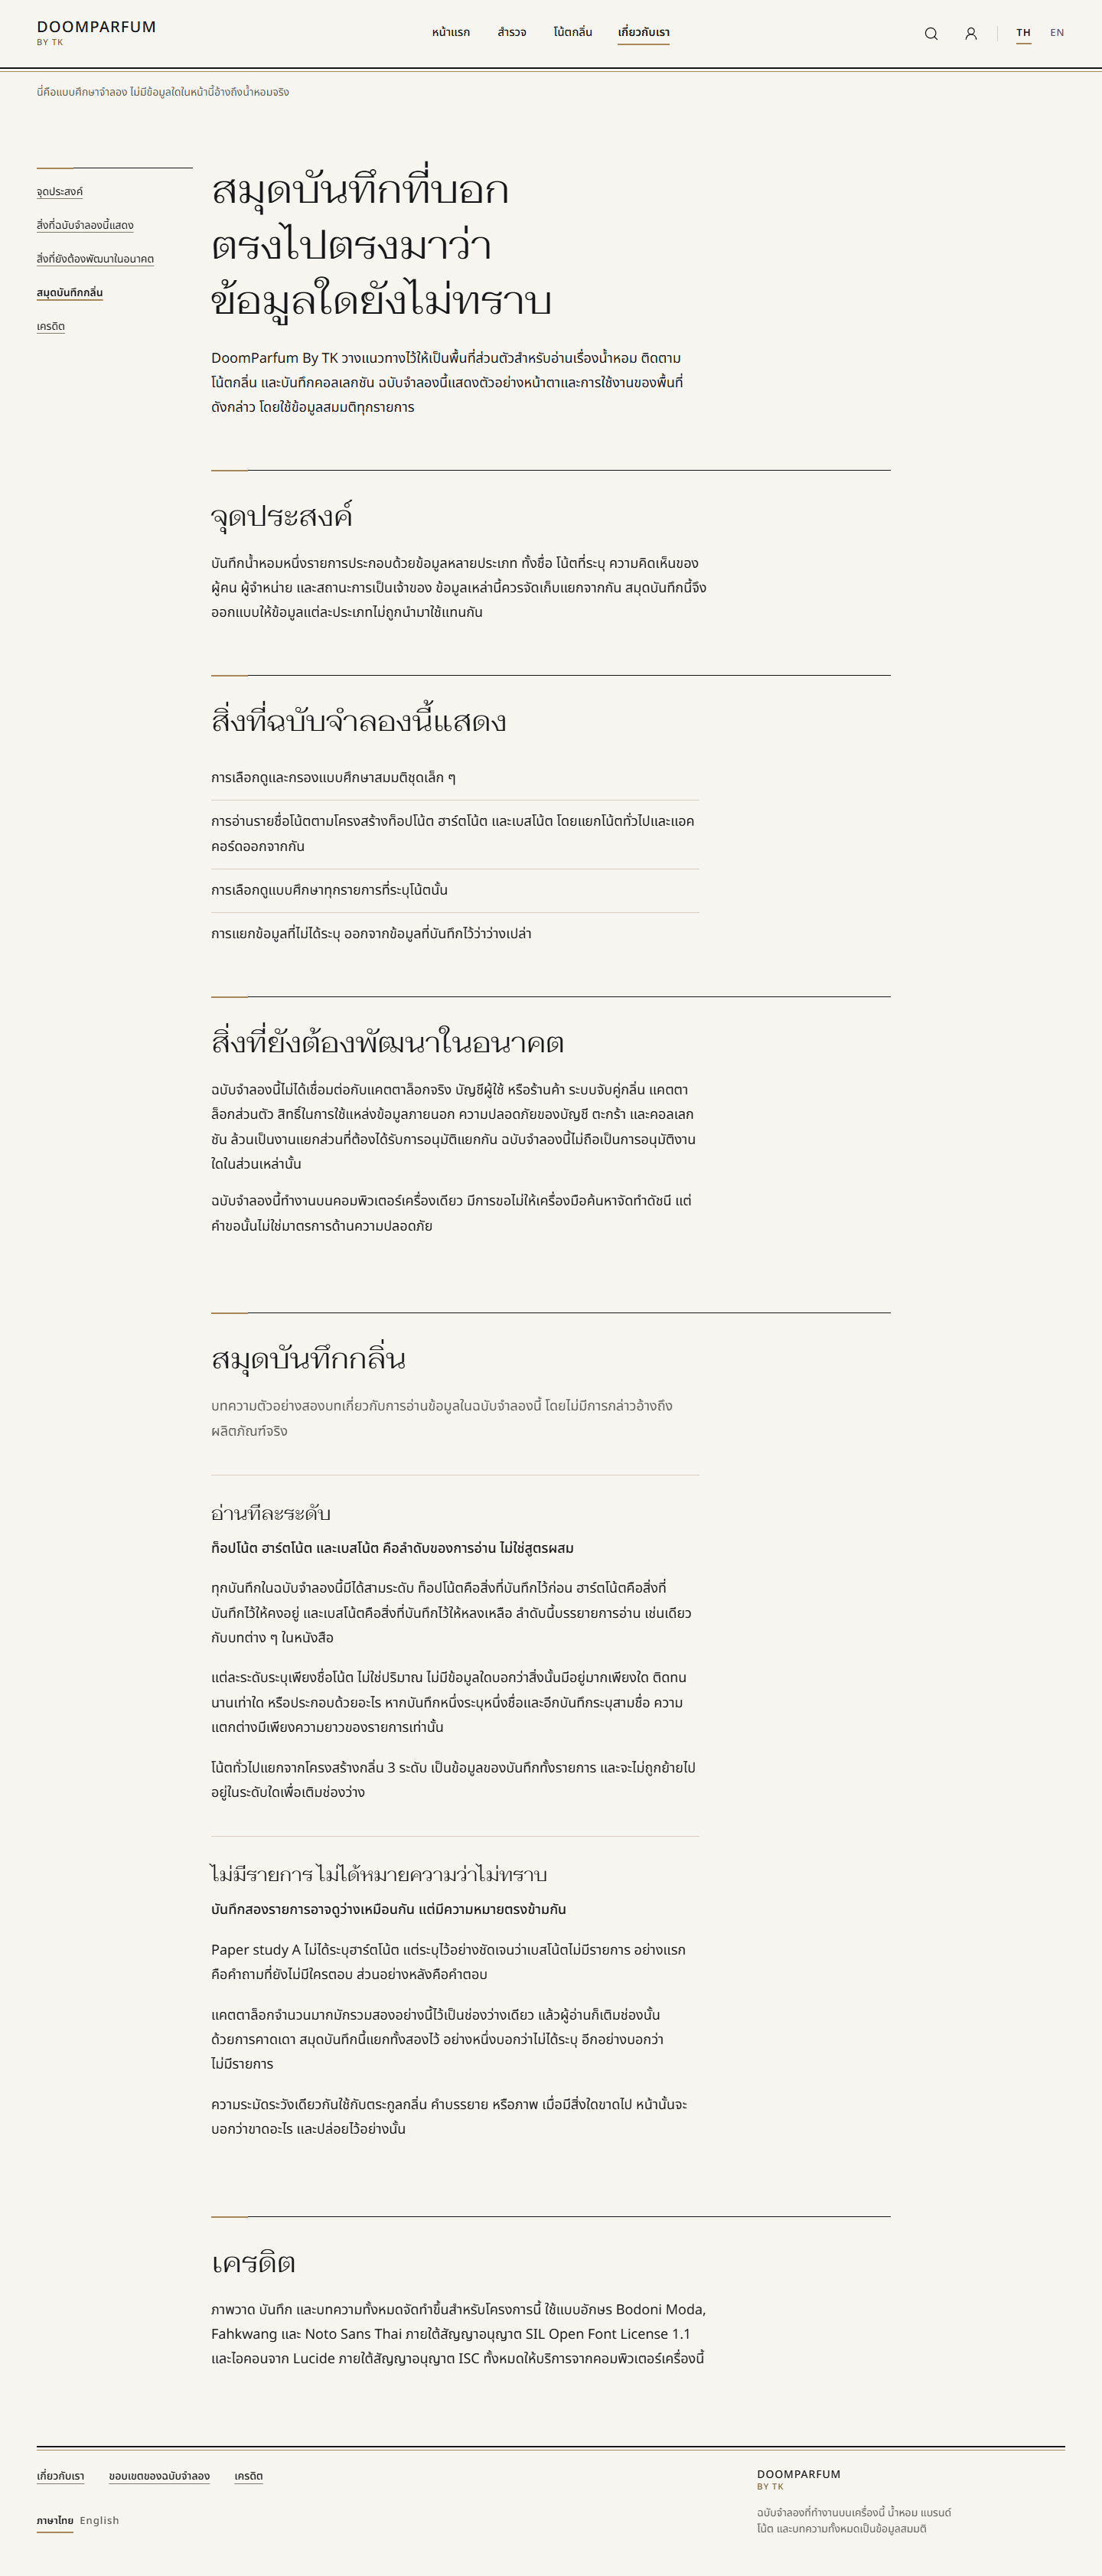 DOOMPARFUM
BY TK
หน้าแรก
สำรวจ
โน้ตกลิ่น
เกี่ยวกับเรา
TH
EN
นี่คือแบบศึกษาจำลอง ไม่มีข้อมูลใดในหน้านี้อ้างถึงน้ำหอมจริง
จุดประสงค์
สิ่งที่ฉบับจำลองนี้แสดง
สิ่งที่ยังต้องพัฒนาในอนาคต
สมุดบันทึกกลิ่น
เครดิต
สมุดบันทึกที่บอก
ตรงไปตรงมาว่า
ข้อมูลใดยังไม่ทราบ
DoomParfum By TK วางแนวทางไว้ให้เป็นพื้นที่ส่วนตัวสำหรับอ่านเรื่องน้ำหอม ติดตาม
โน้ตกลิ่น และบันทึกคอลเลกชัน ฉบับจำลองนี้แสดงตัวอย่างหน้าตาและการใช้งานของพื้นที่
ดังกล่าว โดยใช้ข้อมูลสมมติทุกรายการ
จุดประสงค์
บันทึกน้ำหอมหนึ่งรายการประกอบด้วยข้อมูลหลายประเภท ทั้งชื่อ โน้ตที่ระบุ ความคิดเห็นของ
ผู้คน ผู้จำหน่าย และสถานะการเป็นเจ้าของ ข้อมูลเหล่านี้ควรจัดเก็บแยกจากกัน สมุดบันทึกนี้จึง
ออกแบบให้ข้อมูลแต่ละประเภทไม่ถูกนำมาใช้แทนกัน
สิ่งที่ฉบับจำลองนี้แสดง
การเลือกดูและกรองแบบศึกษาสมมติชุดเล็ก ๆ
การอ่านรายชื่อโน้ตตามโครงสร้างท็อปโน้ต ฮาร์ตโน้ต และเบสโน้ต โดยแยกโน้ตทั่วไปและแอค
คอร์ดออกจากกัน
การเลือกดูแบบศึกษาทุกรายการที่ระบุโน้ตนั้น
การแยกข้อมูลที่ไม่ได้ระบุ ออกจากข้อมูลที่บันทึกไว้ว่าว่างเปล่า
สิ่งที่ยังต้องพัฒนาในอนาคต
ฉบับจำลองนี้ไม่ได้เชื่อมต่อกับแคตตาล็อกจริง บัญชีผู้ใช้ หรือร้านค้า ระบบจับคู่กลิ่น แคตตา
ล็อกส่วนตัว สิทธิ์ในการใช้แหล่งข้อมูลภายนอก ความปลอดภัยของบัญชี ตะกร้า และคอลเลก
ชัน ล้วนเป็นงานแยกส่วนที่ต้องได้รับการอนุมัติแยกกัน ฉบับจำลองนี้ไม่ถือเป็นการอนุมัติงาน
ใดในส่วนเหล่านั้น
ฉบับจำลองนี้ทำงานบนคอมพิวเตอร์เครื่องเดียว มีการขอไม่ให้เครื่องมือค้นหาจัดทำดัชนี แต่
คำขอนั้นไม่ใช่มาตรการด้านความปลอดภัย
สมุดบันทึกกลิ่น
บทความตัวอย่างสองบทเกี่ยวกับการอ่านข้อมูลในฉบับจำลองนี้ โดยไม่มีการกล่าวอ้างถึง
ผลิตภัณฑ์จริง
อ่านทีละระดับ
ท็อปโน้ต ฮาร์ตโน้ต และเบสโน้ต คือลำดับของการอ่าน ไม่ใช่สูตรผสม
ทุกบันทึกในฉบับจำลองนี้มีได้สามระดับ ท็อปโน้ตคือสิ่งที่บันทึกไว้ก่อน ฮาร์ตโน้ตคือสิ่งที่
บันทึกไว้ให้คงอยู่ และเบสโน้ตคือสิ่งที่บันทึกไว้ให้หลงเหลือ ลำดับนี้บรรยายการอ่าน เช่นเดียว
กับบทต่าง ๆ ในหนังสือ
แต่ละระดับระบุเพียงชื่อโน้ต ไม่ใช่ปริมาณ ไม่มีข้อมูลใดบอกว่าสิ่งนั้นมีอยู่มากเพียงใด ติดทน
นานเท่าใด หรือประกอบด้วยอะไร หากบันทึกหนึ่งระบุหนึ่งชื่อและอีกบันทึกระบุสามชื่อ ความ
แตกต่างมีเพียงความยาวของรายการเท่านั้น
โน้ตทั่วไปแยกจากโครงสร้างกลิ่น 3 ระดับ เป็นข้อมูลของบันทึกทั้งรายการ และจะไม่ถูกย้ายไป
อยู่ในระดับใดเพื่อเติมช่องว่าง
ไม่มีรายการ ไม่ได้หมายความว่าไม่ทราบ
บันทึกสองรายการอาจดูว่างเหมือนกัน แต่มีความหมายตรงข้ามกัน
Paper study A ไม่ได้ระบุฮาร์ตโน้ต แต่ระบุไว้อย่างชัดเจนว่าเบสโน้ตไม่มีรายการ อย่างแรก
คือคำถามที่ยังไม่มีใครตอบ ส่วนอย่างหลังคือคำตอบ
แคตตาล็อกจำนวนมากมักรวมสองอย่างนี้ไว้เป็นช่องว่างเดียว แล้วผู้อ่านก็เติมช่องนั้น
ด้วยการคาดเดา สมุดบันทึกนี้แยกทั้งสองไว้ อย่างหนึ่งบอกว่าไม่ได้ระบุ อีกอย่างบอกว่า
ไม่มีรายการ
ความระมัดระวังเดียวกันใช้กับตระกูลกลิ่น คำบรรยาย หรือภาพ เมื่อมีสิ่งใดขาดไป หน้านั้นจะ
บอกว่าขาดอะไร และปล่อยไว้อย่างนั้น
เครดิต
ภาพวาด บันทึก และบทความทั้งหมดจัดทำขึ้นสำหรับโครงการนี้ ใช้แบบอักษร Bodoni Moda,
Fahkwang และ Noto Sans Thai ภายใต้สัญญาอนุญาต SIL Open Font License 1.1
และไอคอนจาก Lucide ภายใต้สัญญาอนุญาต ISC ทั้งหมดให้บริการจากคอมพิวเตอร์เครื่องนี้
เกี่ยวกับเรา
ขอบเขตของฉบับจำลอง
เครดิต
ภาษาไทย
English
DOOMPARFUM
BY TK
ฉบับจำลองที่ทำงานบนเครื่องนี้ น้ำหอม แบรนด์
โน้ต และบทความทั้งหมดเป็นข้อมูลสมมติ